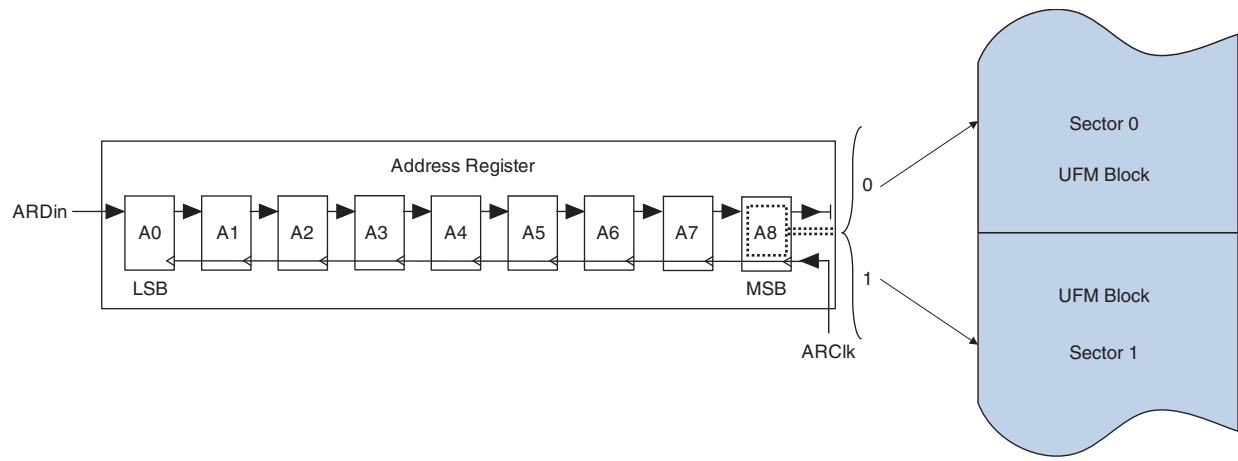 Address Register
ARDin
A0
A1
A2
A3
A4
A5
A6
A7
A8
LSB
MSB
ARClk
0
1
Sector 0
UFM Block
UFM Block
Sector 1